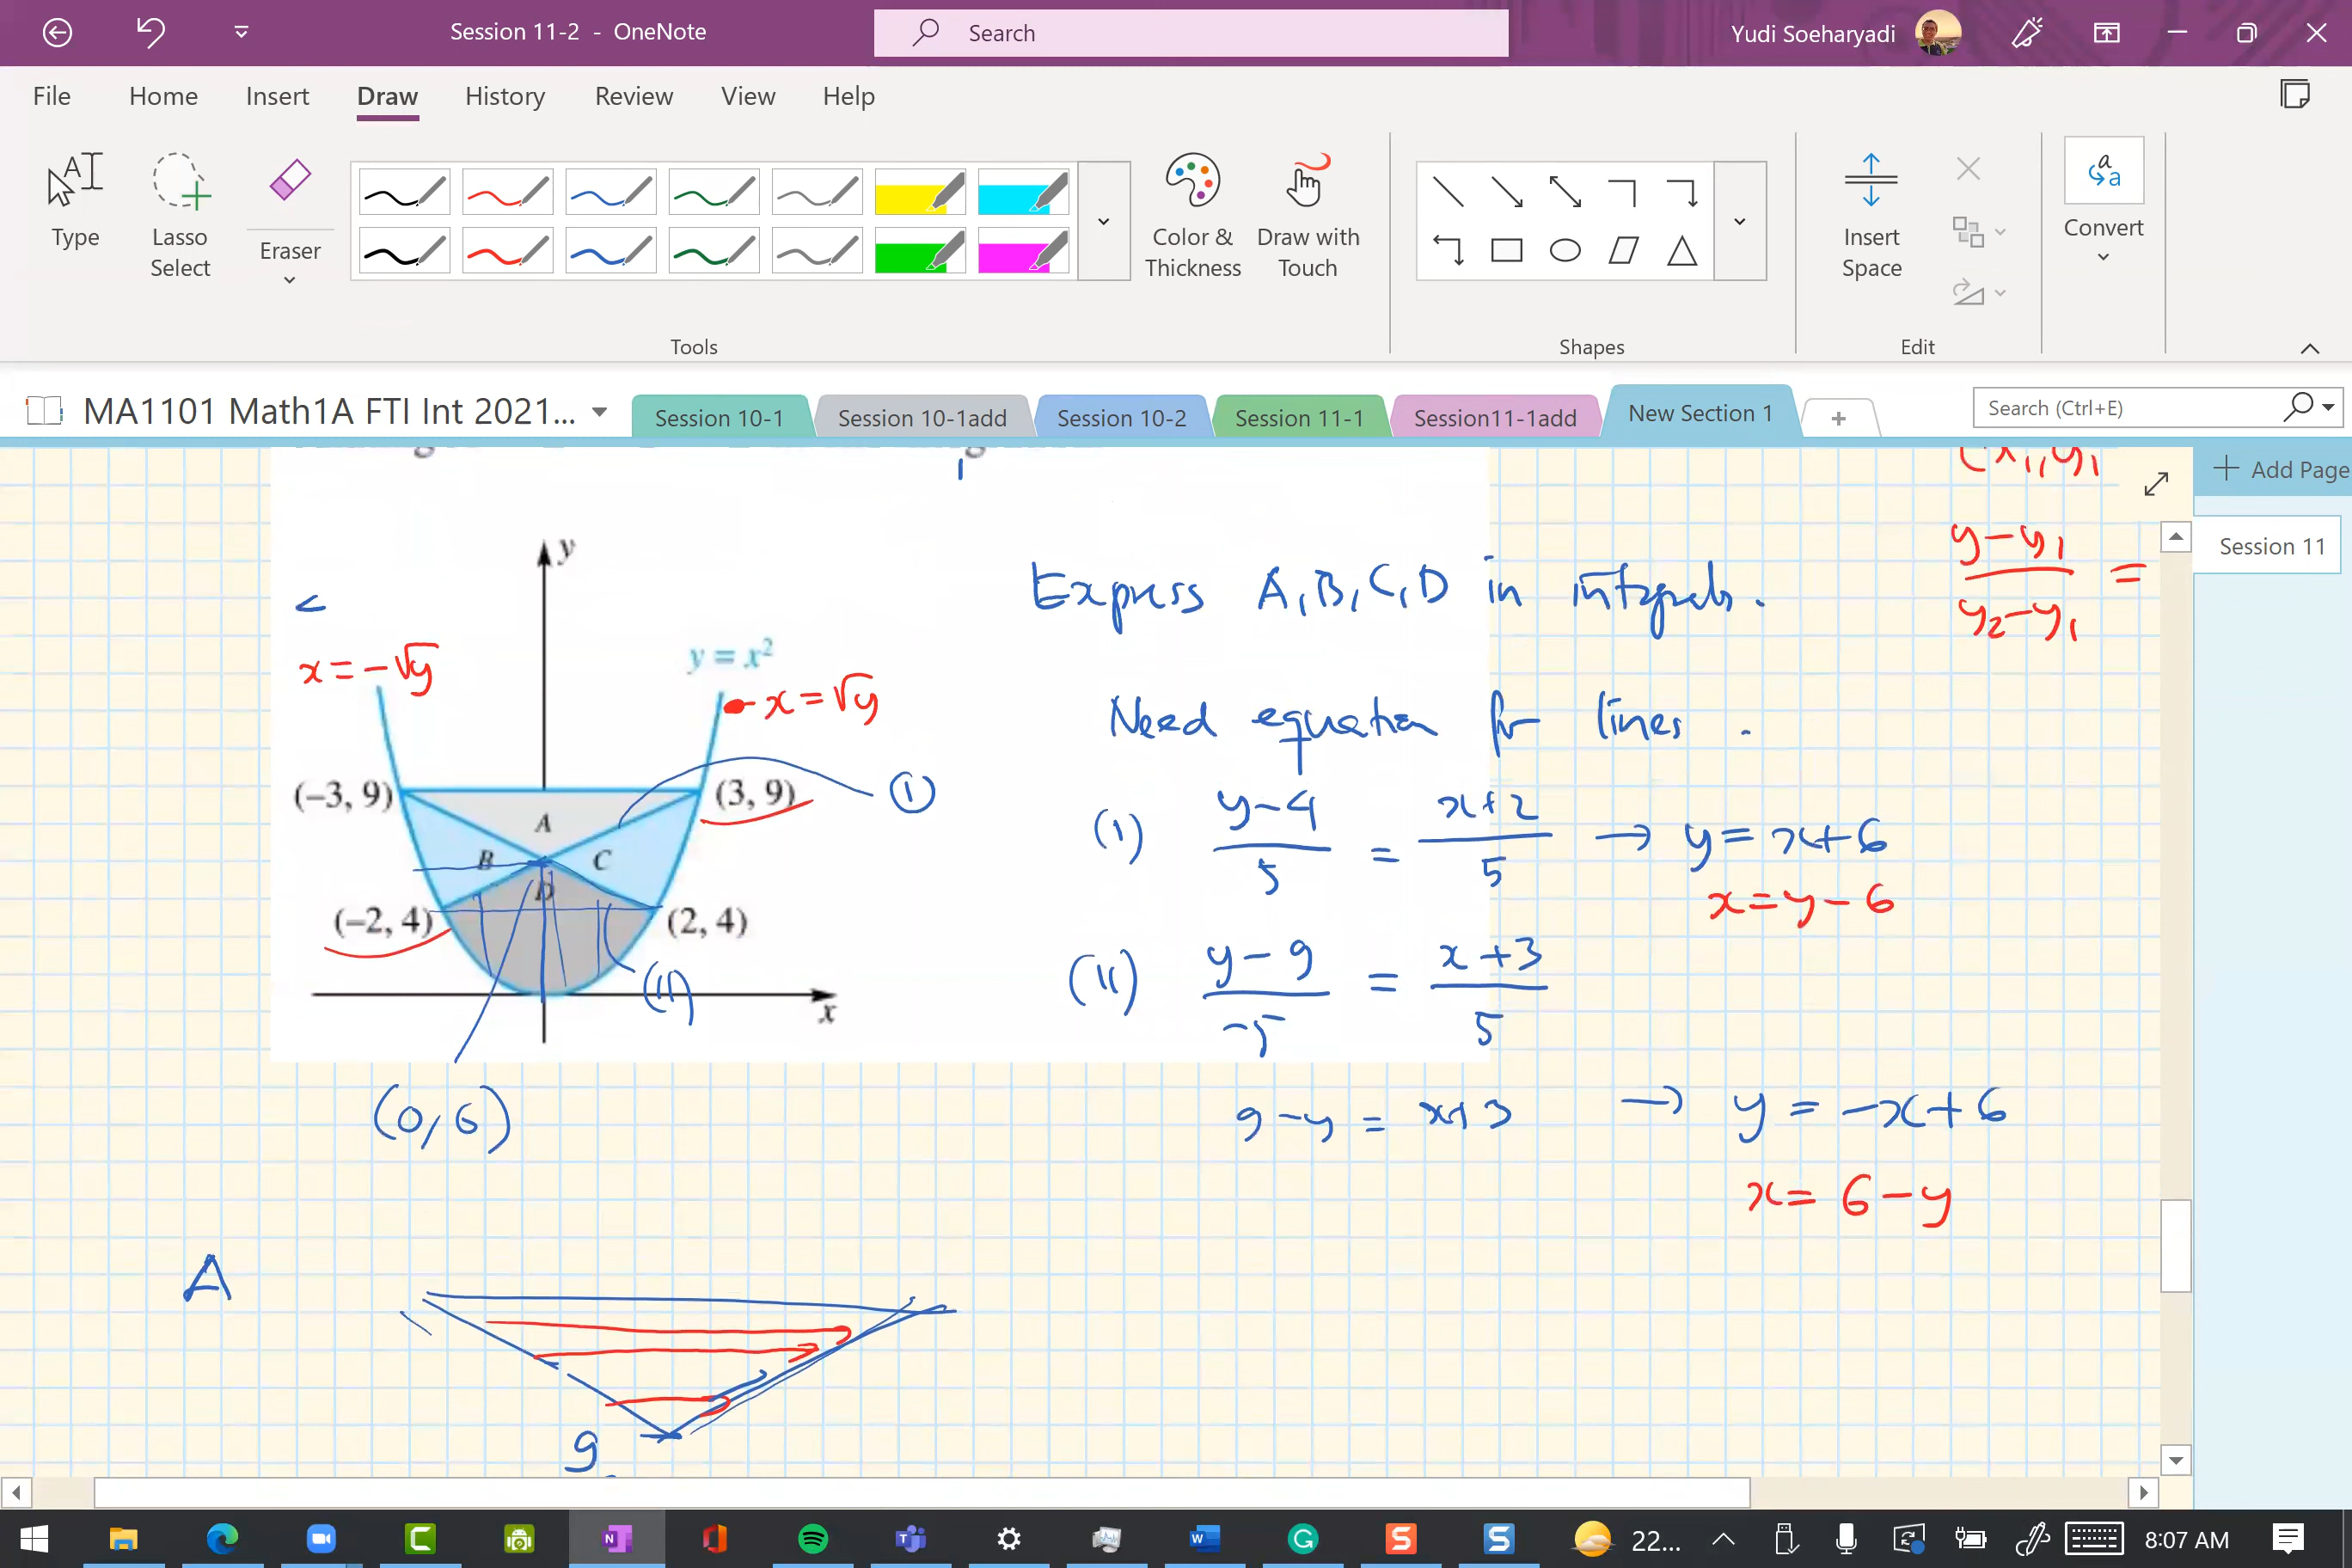 Session 11-2 - OneNote
Search
Yudi Soeharyadi
File Home Insert Draw History Review View Help
Type
Lasso Select
Eraser
Color & Thickness
Draw with Touch
Insert Space
Convert
Tools
Shapes
Edit
MA1101 Math1A FTI Int 2021...
Session 10-1
Session 10-1add
Session 10-2
Session 11-1
Session11-1add
New Section 1
Search (Ctrl+E)
Add Page
Session 11
(x1,y1
y-y1 / y2-y1 =
Express A, B, C, D in integrals.
Need equation for lines.
y
x = -√y
y = x²
x = √y
(-3, 9)
(3, 9)
A
B
C
D
(-2, 4)
(2, 4)
x
(I)
(II)
(0,6)
(I) y-4 / 5 = x+2 / 5 → y = x+6
x = y-6
(II) y-9 / -5 = x+3 / 5
9-y = x+3 → y = -x+6
x = 6-y
A
9
22...
8:07 AM